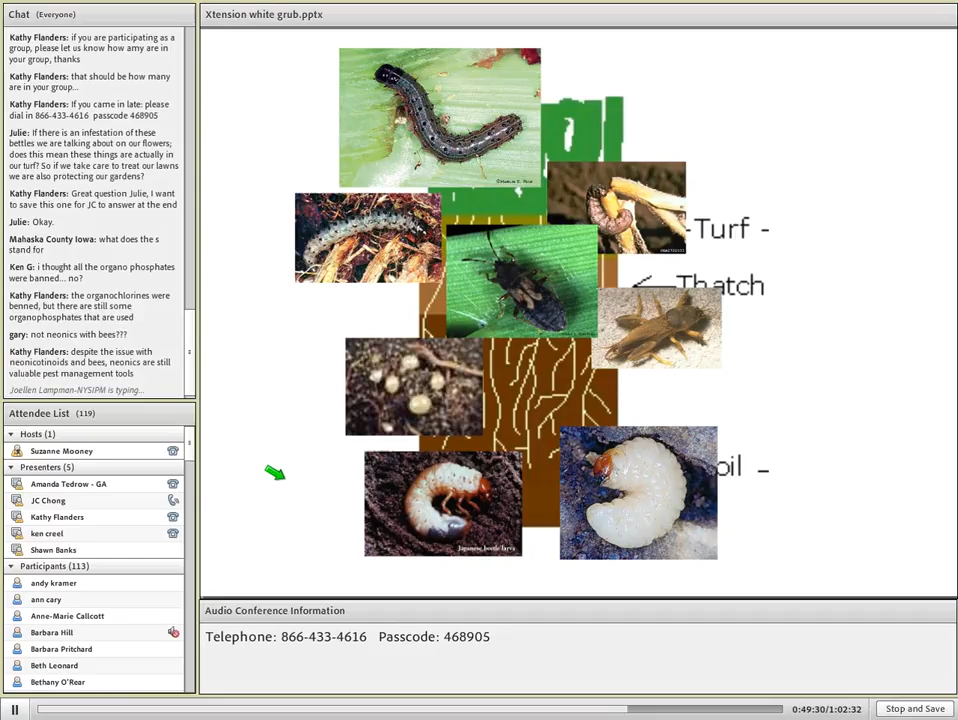 Chat (Everyone)
Kathy Flanders: if you are participating as a
group, please let us know how amy are in
your group, thanks
Kathy Flanders: that should be how many
are in your group...
Kathy Flanders: If you came in late: please
dial in 866-433-4616 passcode 468905
Julie: If there is an infestation of these
bettles we are talking about on our flowers;
does this mean these things are actually in
our turf? So if we take care to treat our lawns
we are also protecting our gardens?
Kathy Flanders: Great question Julie, I want
to save this one for JC to answer at the end
Julie: Okay.
Mahaska County Iowa: what does the s
stand for
Ken G: i thought all the organo phosphates
were banned... no?
Kathy Flanders: the organochlorines were
benned, but there are still some
organophosphates that are used
gary: not neonics with bees???
Kathy Flanders: despite the issue with
neonicotinoids and bees, neonics are still
valuable pest management tools
Joellen Lampman-NYSIPM is typing...
Attendee List (119)
Hosts (1)
Suzanne Mooney
Presenters (5)
Amanda Tedrow - GA
JC Chong
Kathy Flanders
ken creel
Shawn Banks
Participants (113)
andy kramer
ann cary
Anne-Marie Callcott
Barbara Hill
Barbara Pritchard
Beth Leonard
Bethany O'Rear
Xtension white grub.pptx
Turf -
Thatch
oil -
Japanese beetle larva
Audio Conference Information
Telephone: 866-433-4616 Passcode: 468905
0:49:30/1:02:32
Stop and Save